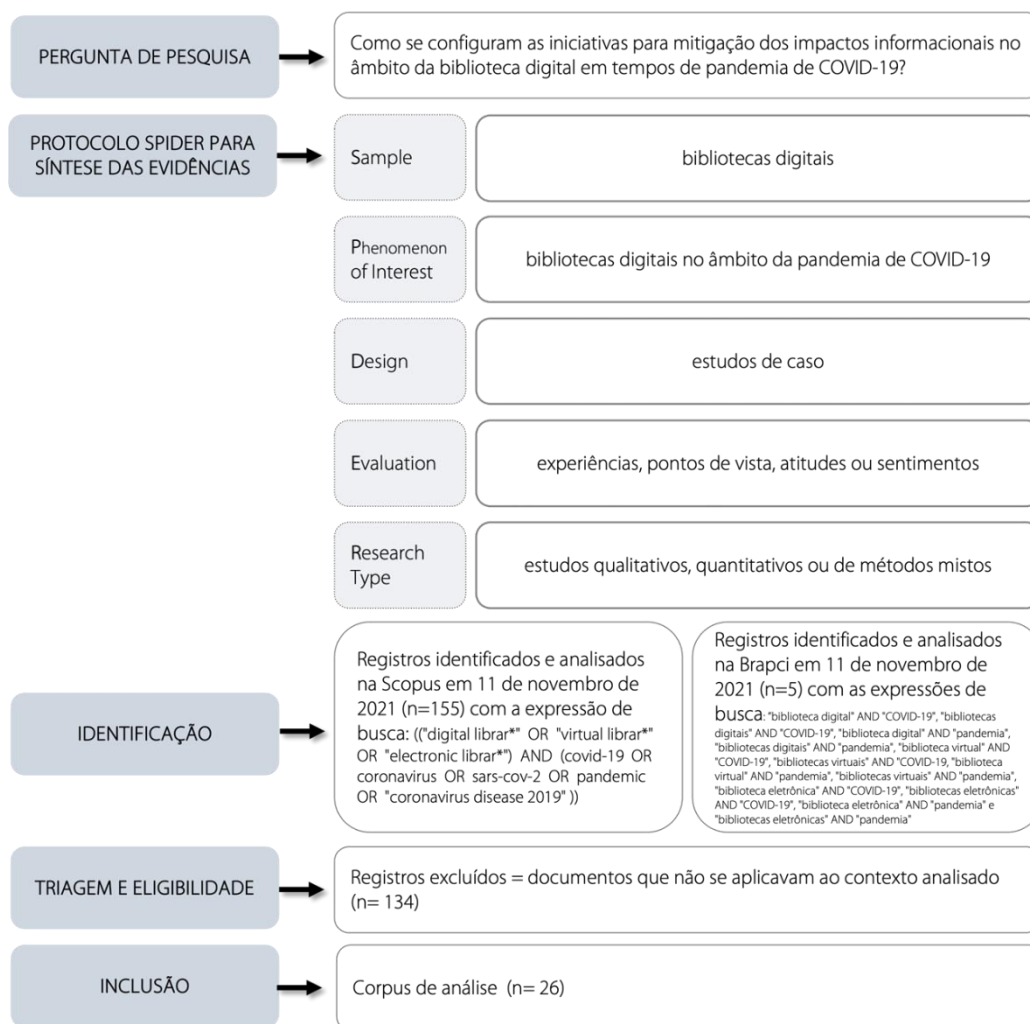 PERGUNTA DE PESQUISA
Como se configuram as iniciativas para mitigação dos impactos informacionais no
âmbito da biblioteca digital em tempos de pandemia de COVID-19?
PROTOCOLO SPIDER PARA
SÍNTESE DAS EVIDÊNCIAS
Sample
bibliotecas digitais
Phenomenon
of Interest
bibliotecas digitais no âmbito da pandemia de COVID-19
Design
estudos de caso
Evaluation
experiências, pontos de vista, atitudes ou sentimentos
Research
Type
estudos qualitativos, quantitativos ou de métodos mistos
IDENTIFICAÇÃO
Registros identificados e analisados
na Scopus em 11 de novembro de
2021 (n=155) com a expressão de
busca: (("digital librar*" OR "virtual librar*"
OR "electronic librar*") AND (covid-19 OR
coronavirus OR sars-cov-2 OR pandemic
OR "coronavirus disease 2019" ))
Registros identificados e analisados
na Brapci em 11 de novembro de
2021 (n=5) com as expressões de
busca: "biblioteca digital" AND "COVID-19", "bibliotecas
digitais" AND "COVID-19", "biblioteca digital" AND "pandemia",
"bibliotecas digitais" AND "pandemia", "biblioteca virtual" AND
"COVID-19", "bibliotecas virtuais" AND "COVID-19, "biblioteca
virtual" AND "pandemia", "bibliotecas virtuais" AND "pandemia",
"biblioteca eletrônica" AND "COVID-19", "bibliotecas eletrônicas"
AND "COVID-19", "biblioteca eletrônica" AND "pandemia" e
"bibliotecas eletrônicas" AND "pandemia"
TRIAGEM E ELIGIBILIDADE
Registros excluídos = documentos que não se aplicavam ao contexto analisado
(n= 134)
INCLUSÃO
Corpus de análise (n= 26)